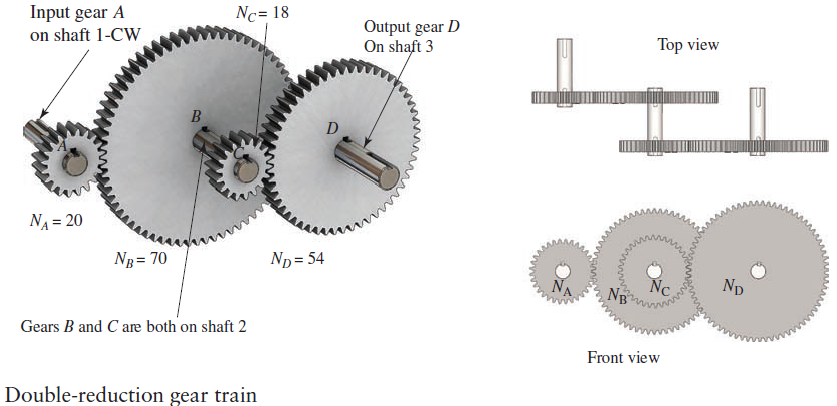 Input gear A
on shaft 1-CW
N_C = 18
Output gear D
On shaft 3
A
B
C
D
N_A = 20
N_B = 70
N_D = 54
Gears B and C are both on shaft 2
Top view
N_A
N_B
N_C
N_D
Front view
Double-reduction gear train